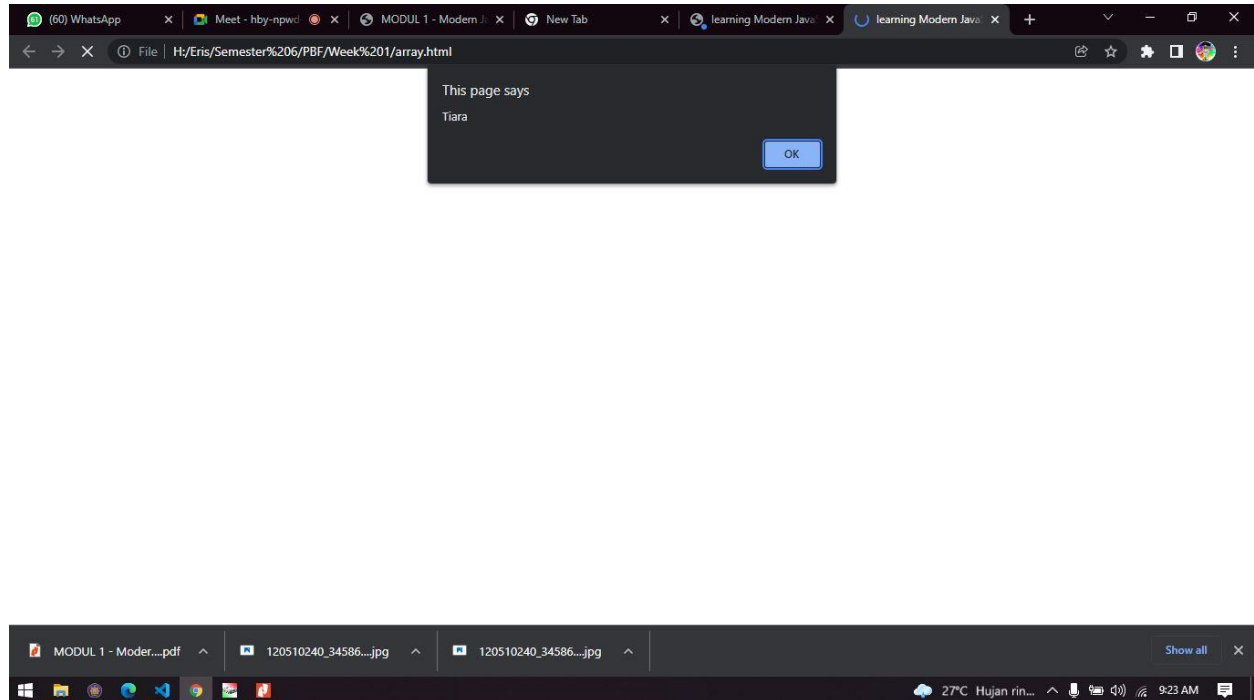 (60) WhatsApp
Meet - hby-npwd-
MODUL 1 - Modern J
New Tab
learning Modern Java
learning Modern Java
File | H:/Eris/Semester%206/PBF/Week%201/array.html
This page says
Tiara
OK
MODUL 1 - Moder....pdf
120510240_34586....jpg
120510240_34586....jpg
Show all
27°C Hujan rin...
9:23 AM